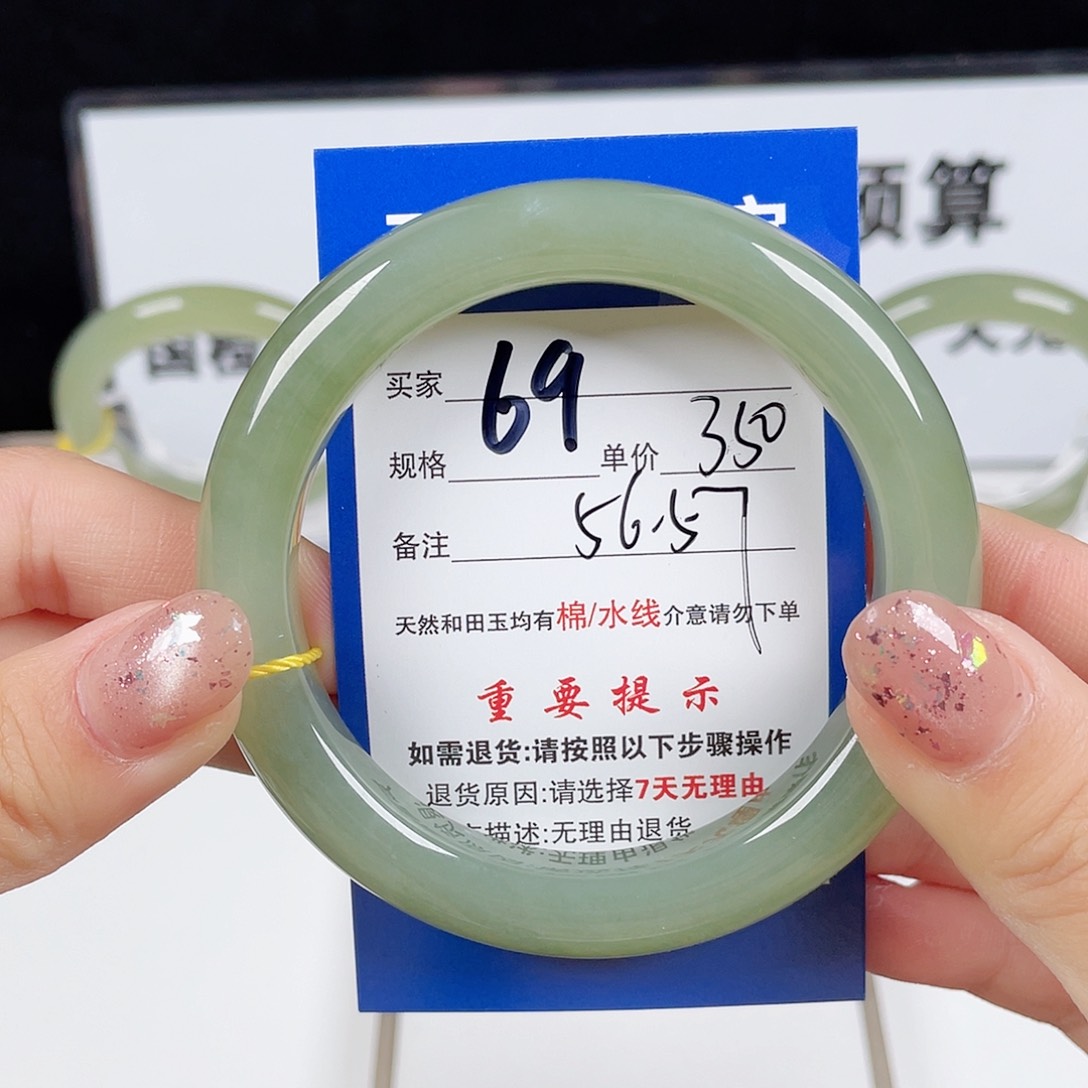 预算
国检
买家 69
规格 单价 350
备注 56.57
天然和田玉均有棉/水线介意请勿下单
重要提示
如需退货:请按照以下步骤操作
退货原因:请选择7天无理由
描述:无理由退货